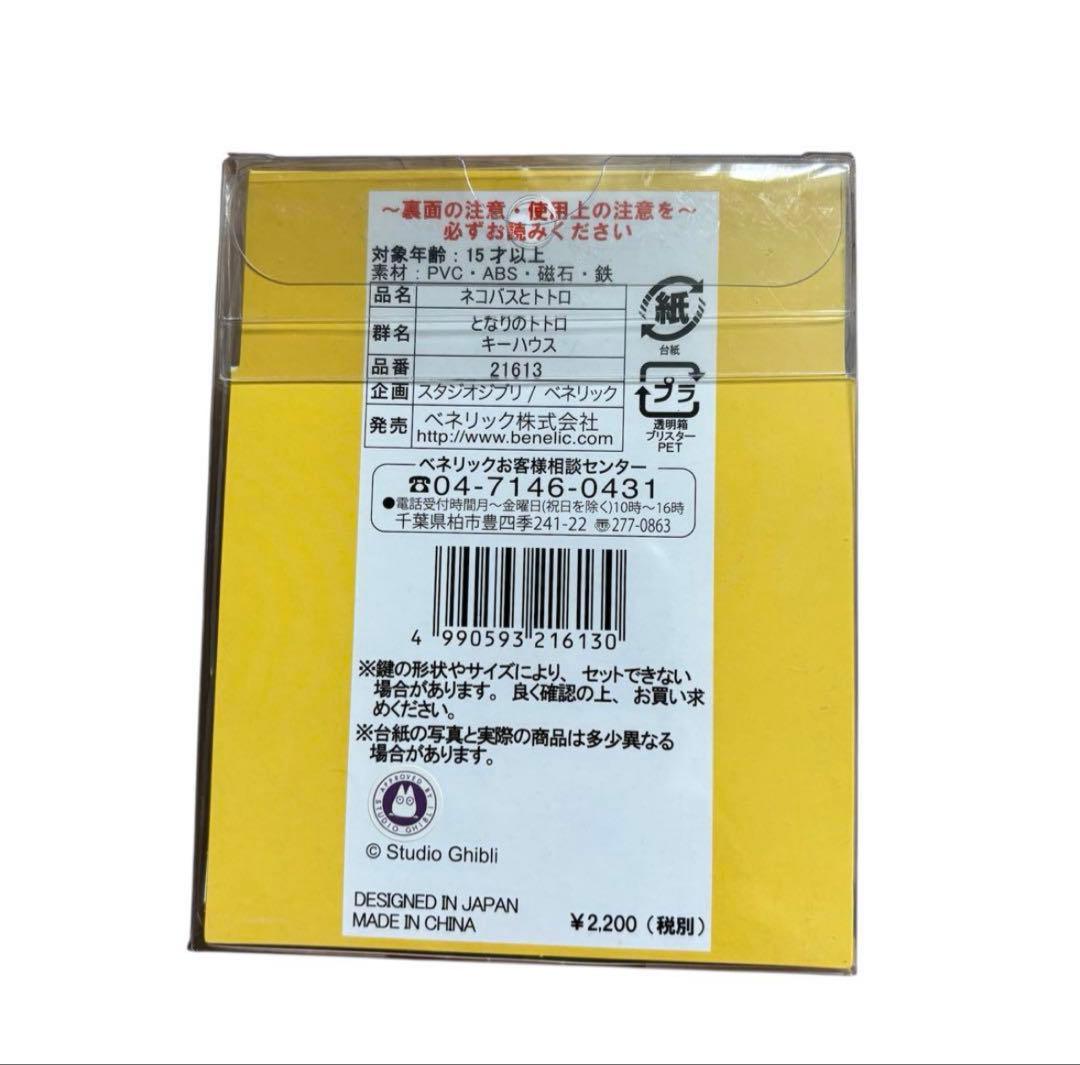 ～裏面の注意・使用上の注意を～
必ずお読みください
対象年齢：15才以上
素材：PVC・ABS・磁石・鉄
品名 ネコバスとトトロ
群名 となりのトトロ
キーハウス
品番 21613
企画 スタジオジブリ / ベネリック
発売 ベネリック株式会社
http://www.benelic.com
紙
台紙
プラ
透明箱
ブリスター
PET
ベネリックお客様相談センター
☎04-7146-0431
●電話受付時間月～金曜日(祝日を除く)10時～16時
千葉県柏市豊四季241-22 〠277-0863
4 990593 216130
※鍵の形状やサイズにより、セットできない
場合があります。良く確認の上、お買い求
めください。
※台紙の写真と実際の商品は多少異なる
場合があります。
APPROVED BY
STUDIO GHIBLI
© Studio Ghibli
DESIGNED IN JAPAN
MADE IN CHINA
￥2,200（税別）